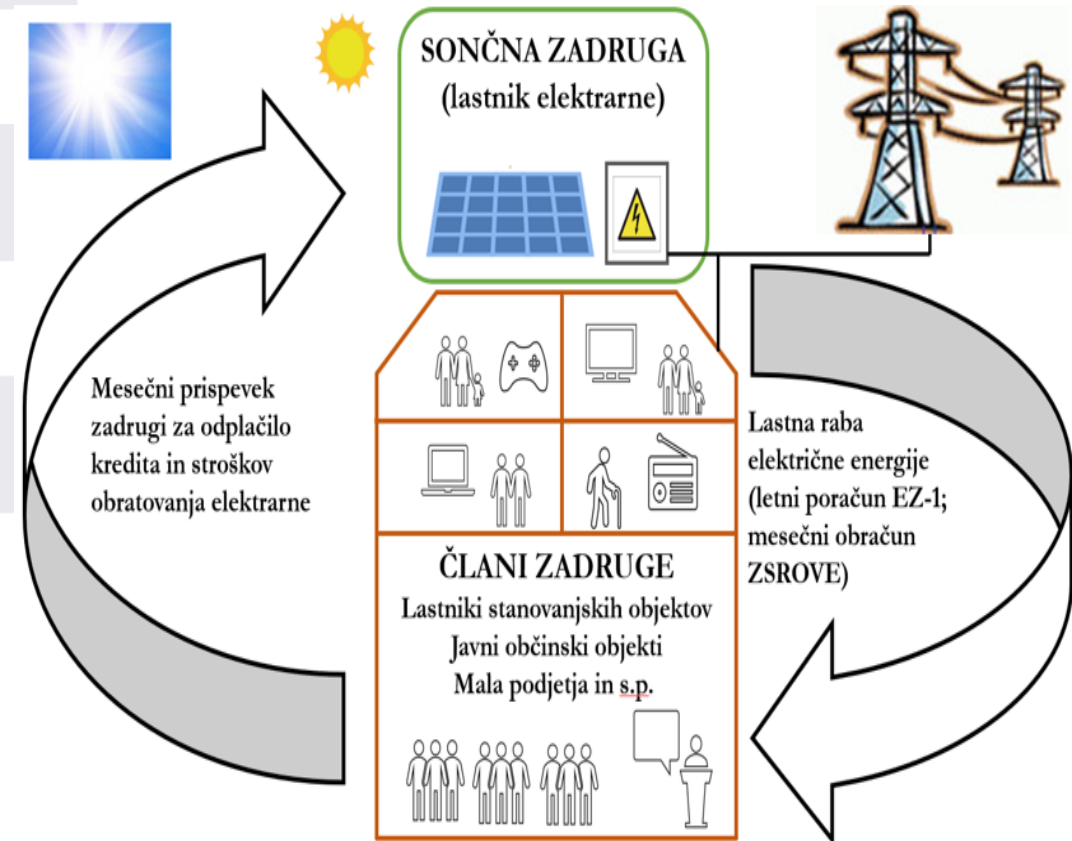 SONČNA ZADRUGA
(lastnik elektrarne)
Mesečni prispevek
zadrugi za odplačilo
kredita in stroškov
obratovanja elektrarne
Lastna raba
električne energije
(letni poračun EZ-1;
mesečni obračun
ZSROVE)
ČLANI ZADRUGE
Lastniki stanovanjskih objektov
Javni občinski objekti
Mala podjetja in s.p.